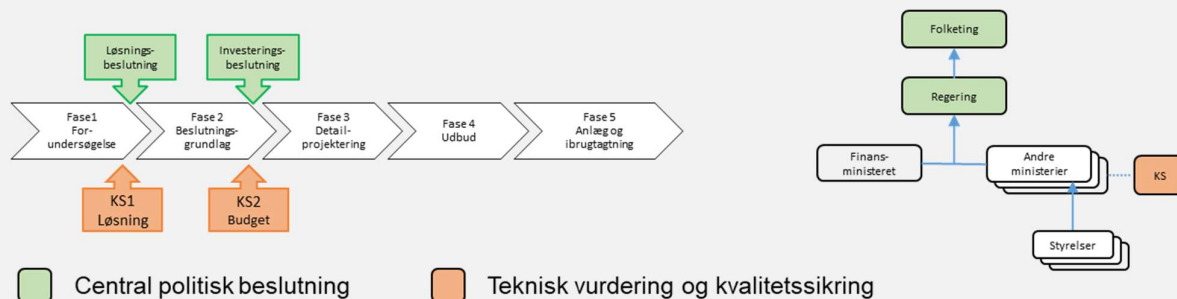 Løsnings-
beslutning
Investerings-
beslutning
Fase1
For-
undersøgelse
Fase 2
Beslutnings-
grundlag
Fase 3
Detail-
projektering
Fase 4
Udbud
Fase 5
Anlæg og
ibrugtagtning
KS1
Løsning
KS2
Budget
Folketing
Regering
Finans-
ministeret
Andre
ministerier
KS
Styrelser
Central politisk beslutning
Teknisk vurdering og kvalitetssikring